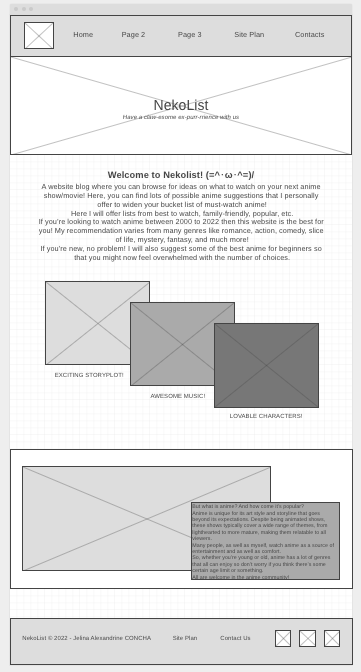 Home Page 2 Page 3 Site Plan Contacts
NekoList
Have a claw-esome es-purr-rience with us
Welcome to Nekolist! (=^･ω･^=)/
A website blog where you can browse for ideas on what to watch on your next anime
show/movie! Here, you can find lots of possible anime suggestions that I personally
offer to widen your bucket list of must-watch anime!
Here I will offer lists from best to watch, family-friendly, popular, etc.
If you're looking to watch anime between 2000 to 2022 then this website is the best for
you! My recommendation varies from many genres like romance, action, comedy, slice
of life, mystery, fantasy, and much more!
If you're new, no problem! I will also suggest some of the best anime for beginners so
that you might now feel overwhelmed with the number of choices.
EXCITING STORYPLOT!
AWESOME MUSIC!
LOVABLE CHARACTERS!
But what is anime? And how come it's popular?
Anime is unique for its art style and storyline that goes
beyond its expectations. Despite being animated shows,
these shows typically cover a wide range of themes, from
lighthearted to more mature, making them relatable to all
viewers.
Many people, as well as myself, watch anime as a source of
entertainment and as well as comfort.
So, whether you're young or old, anime has a lot of genres
that all can enjoy so don't worry if you think there's some
certain age limit or something.
All are welcome in the anime community!
NekoList © 2022 - Jelina Alexandrine CONCHA Site Plan Contact Us